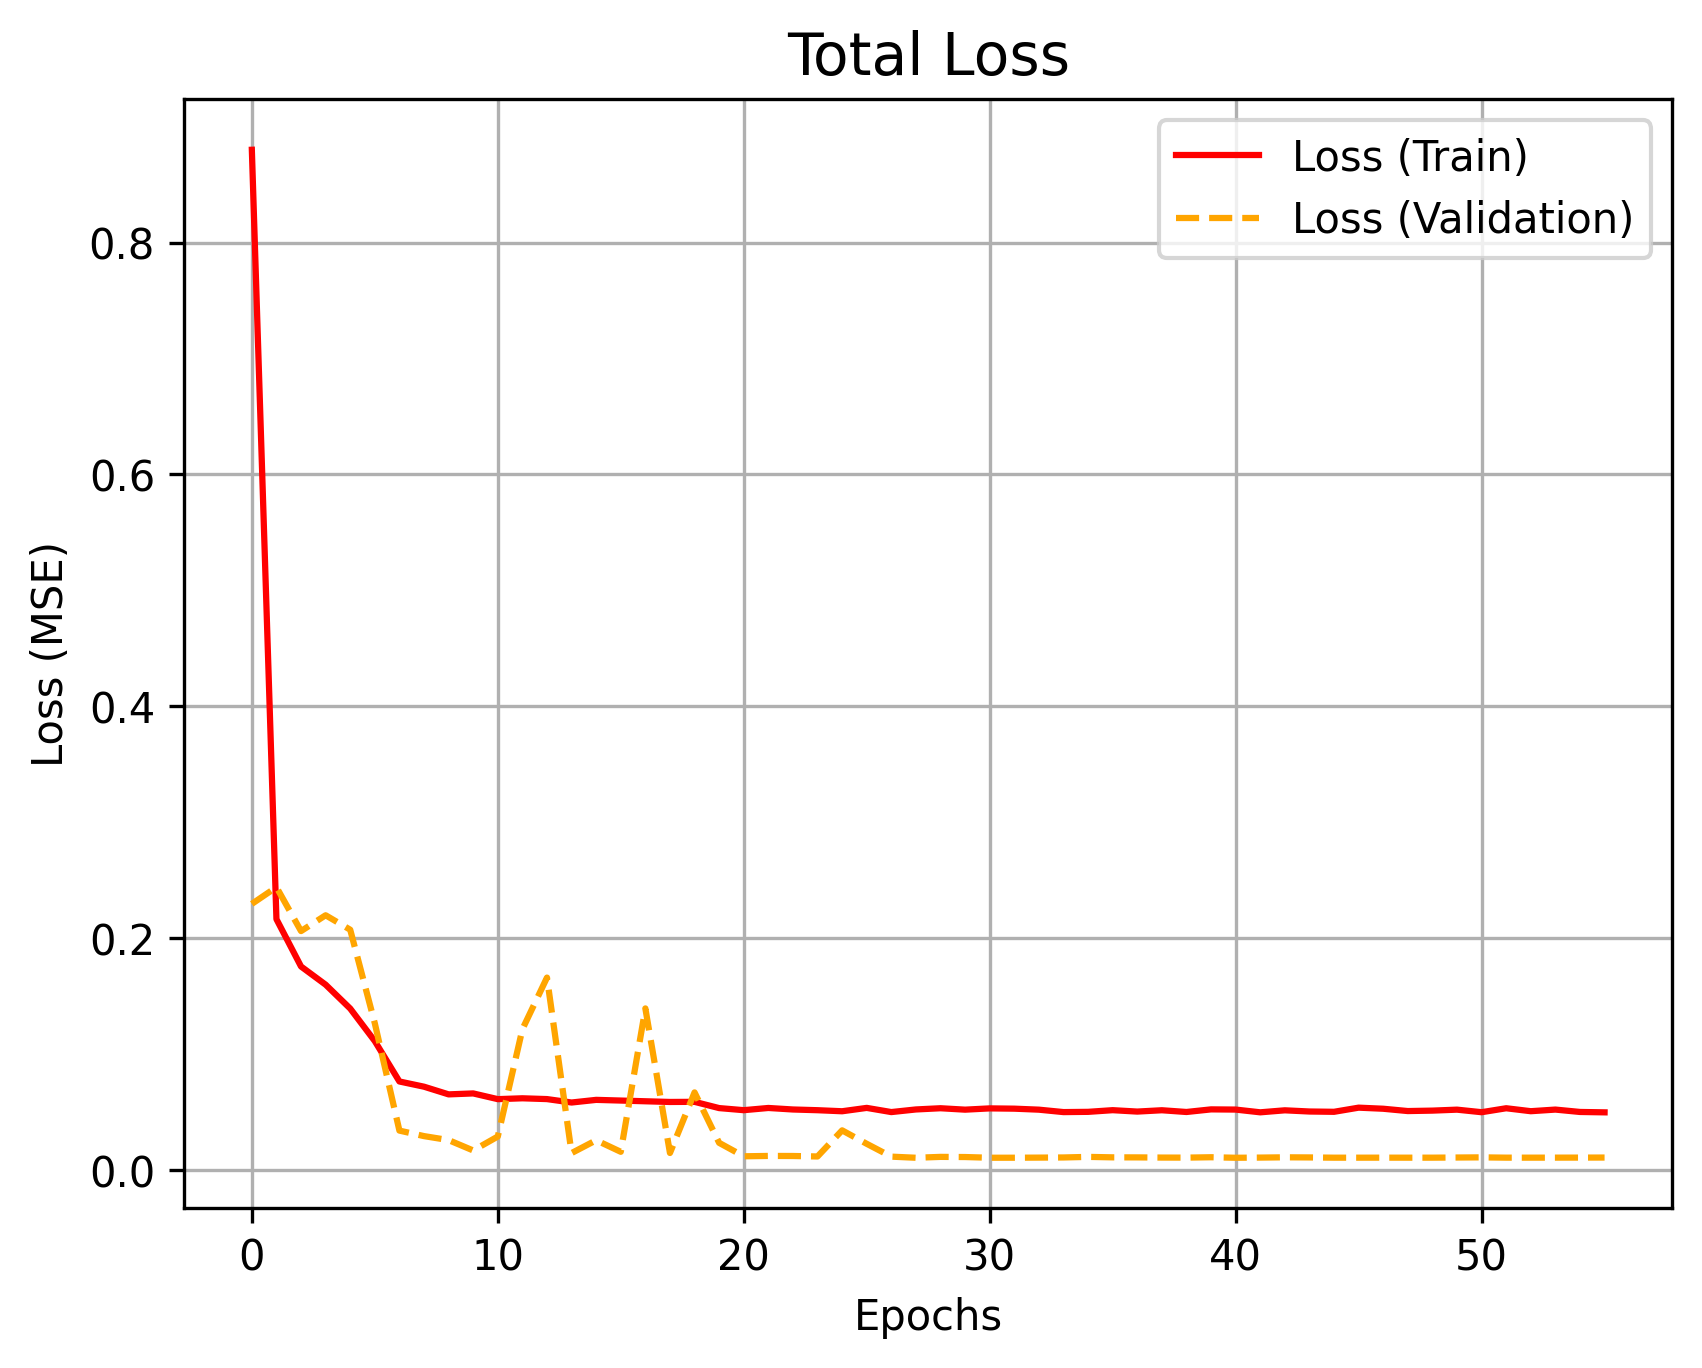 Total Loss
Loss (Train)
Loss (Validation)
Loss (MSE)
0.8
0.6
0.4
0.2
0.0
0 10 20 30 40 50
Epochs